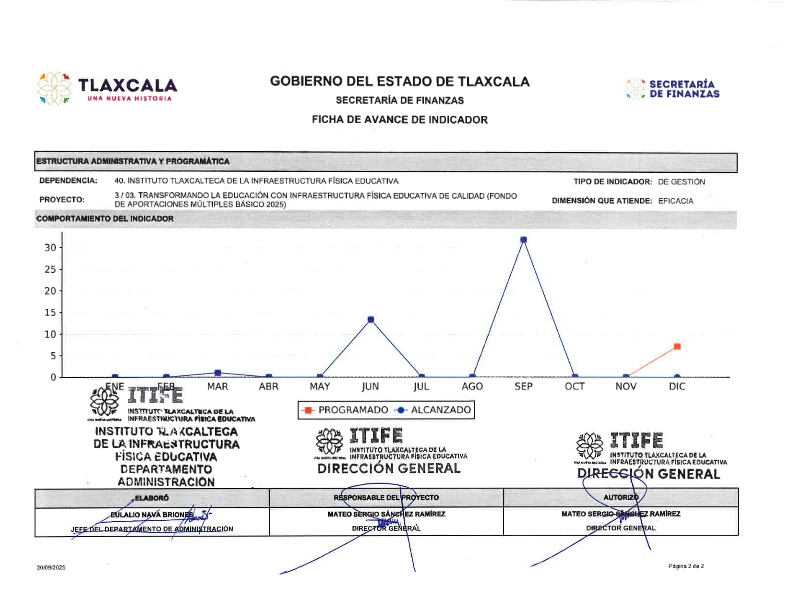 TLAXCALA
UNA NUEVA HISTORIA
GOBIERNO DEL ESTADO DE TLAXCALA
SECRETARÍA DE FINANZAS
FICHA DE AVANCE DE INDICADOR
SECRETARÍA
DE FINANZAS
ESTRUCTURA ADMINISTRATIVA Y PROGRAMÁTICA
DEPENDENCIA: 40. INSTITUTO TLAXCALTECA DE LA INFRAESTRUCTURA FÍSICA EDUCATIVA
TIPO DE INDICADOR: DE GESTIÓN
PROYECTO: 3 / 03. TRANSFORMANDO LA EDUCACIÓN CON INFRAESTRUCTURA FÍSICA EDUCATIVA DE CALIDAD (FONDO
DE APORTACIONES MÚLTIPLES BÁSICO 2025)
DIMENSIÓN QUE ATIENDE: EFICACIA
COMPORTAMIENTO DEL INDICADOR
30
25
20
15
10
5
0
ENE FEB MAR ABR MAY JUN JUL AGO SEP OCT NOV DIC
PROGRAMADO ALCANZADO
ITIFE
INSTITUTO TLAXCALTECA DE LA
INFRAESTRUCTURA FÍSICA EDUCATIVA
INSTITUTO TLAXCALTECA
DE LA INFRAESTRUCTURA
FÍSICA EDUCATIVA
DEPARTAMENTO
ADMINISTRACIÓN
ITIFE
INSTITUTO TLAXCALTECA DE LA
INFRAESTRUCTURA FÍSICA EDUCATIVA
DIRECCIÓN GENERAL
ITIFE
INSTITUTO TLAXCALTECA DE LA
INFRAESTRUCTURA FÍSICA EDUCATIVA
DIRECCIÓN GENERAL
ELABORÓ
RESPONSABLE DEL PROYECTO
AUTORIZÓ
EULALIO NAVA BRIONES
MATEO SERGIO SÁNCHEZ RAMÍREZ
MATEO SERGIO SÁNCHEZ RAMÍREZ
JEFE DEL DEPARTAMENTO DE ADMINISTRACIÓN
DIRECTOR GENERAL
DIRECTOR GENERAL
30/09/2025
Página 2 de 2